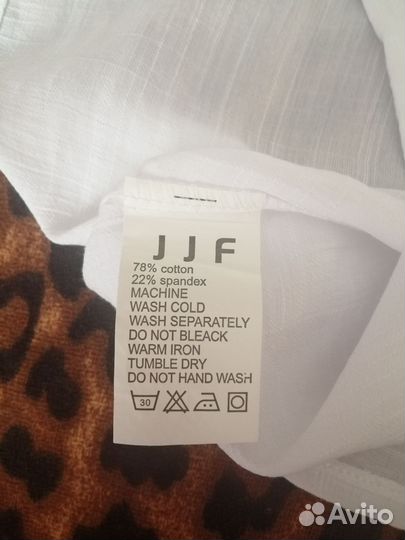 JJF
78% cotton
22% spandex
MACHINE
WASH COLD
WASH SEPARATELY
DO NOT BLEACK
WARM IRON
TUMBLE DRY
DO NOT HAND WASH
30
Avito